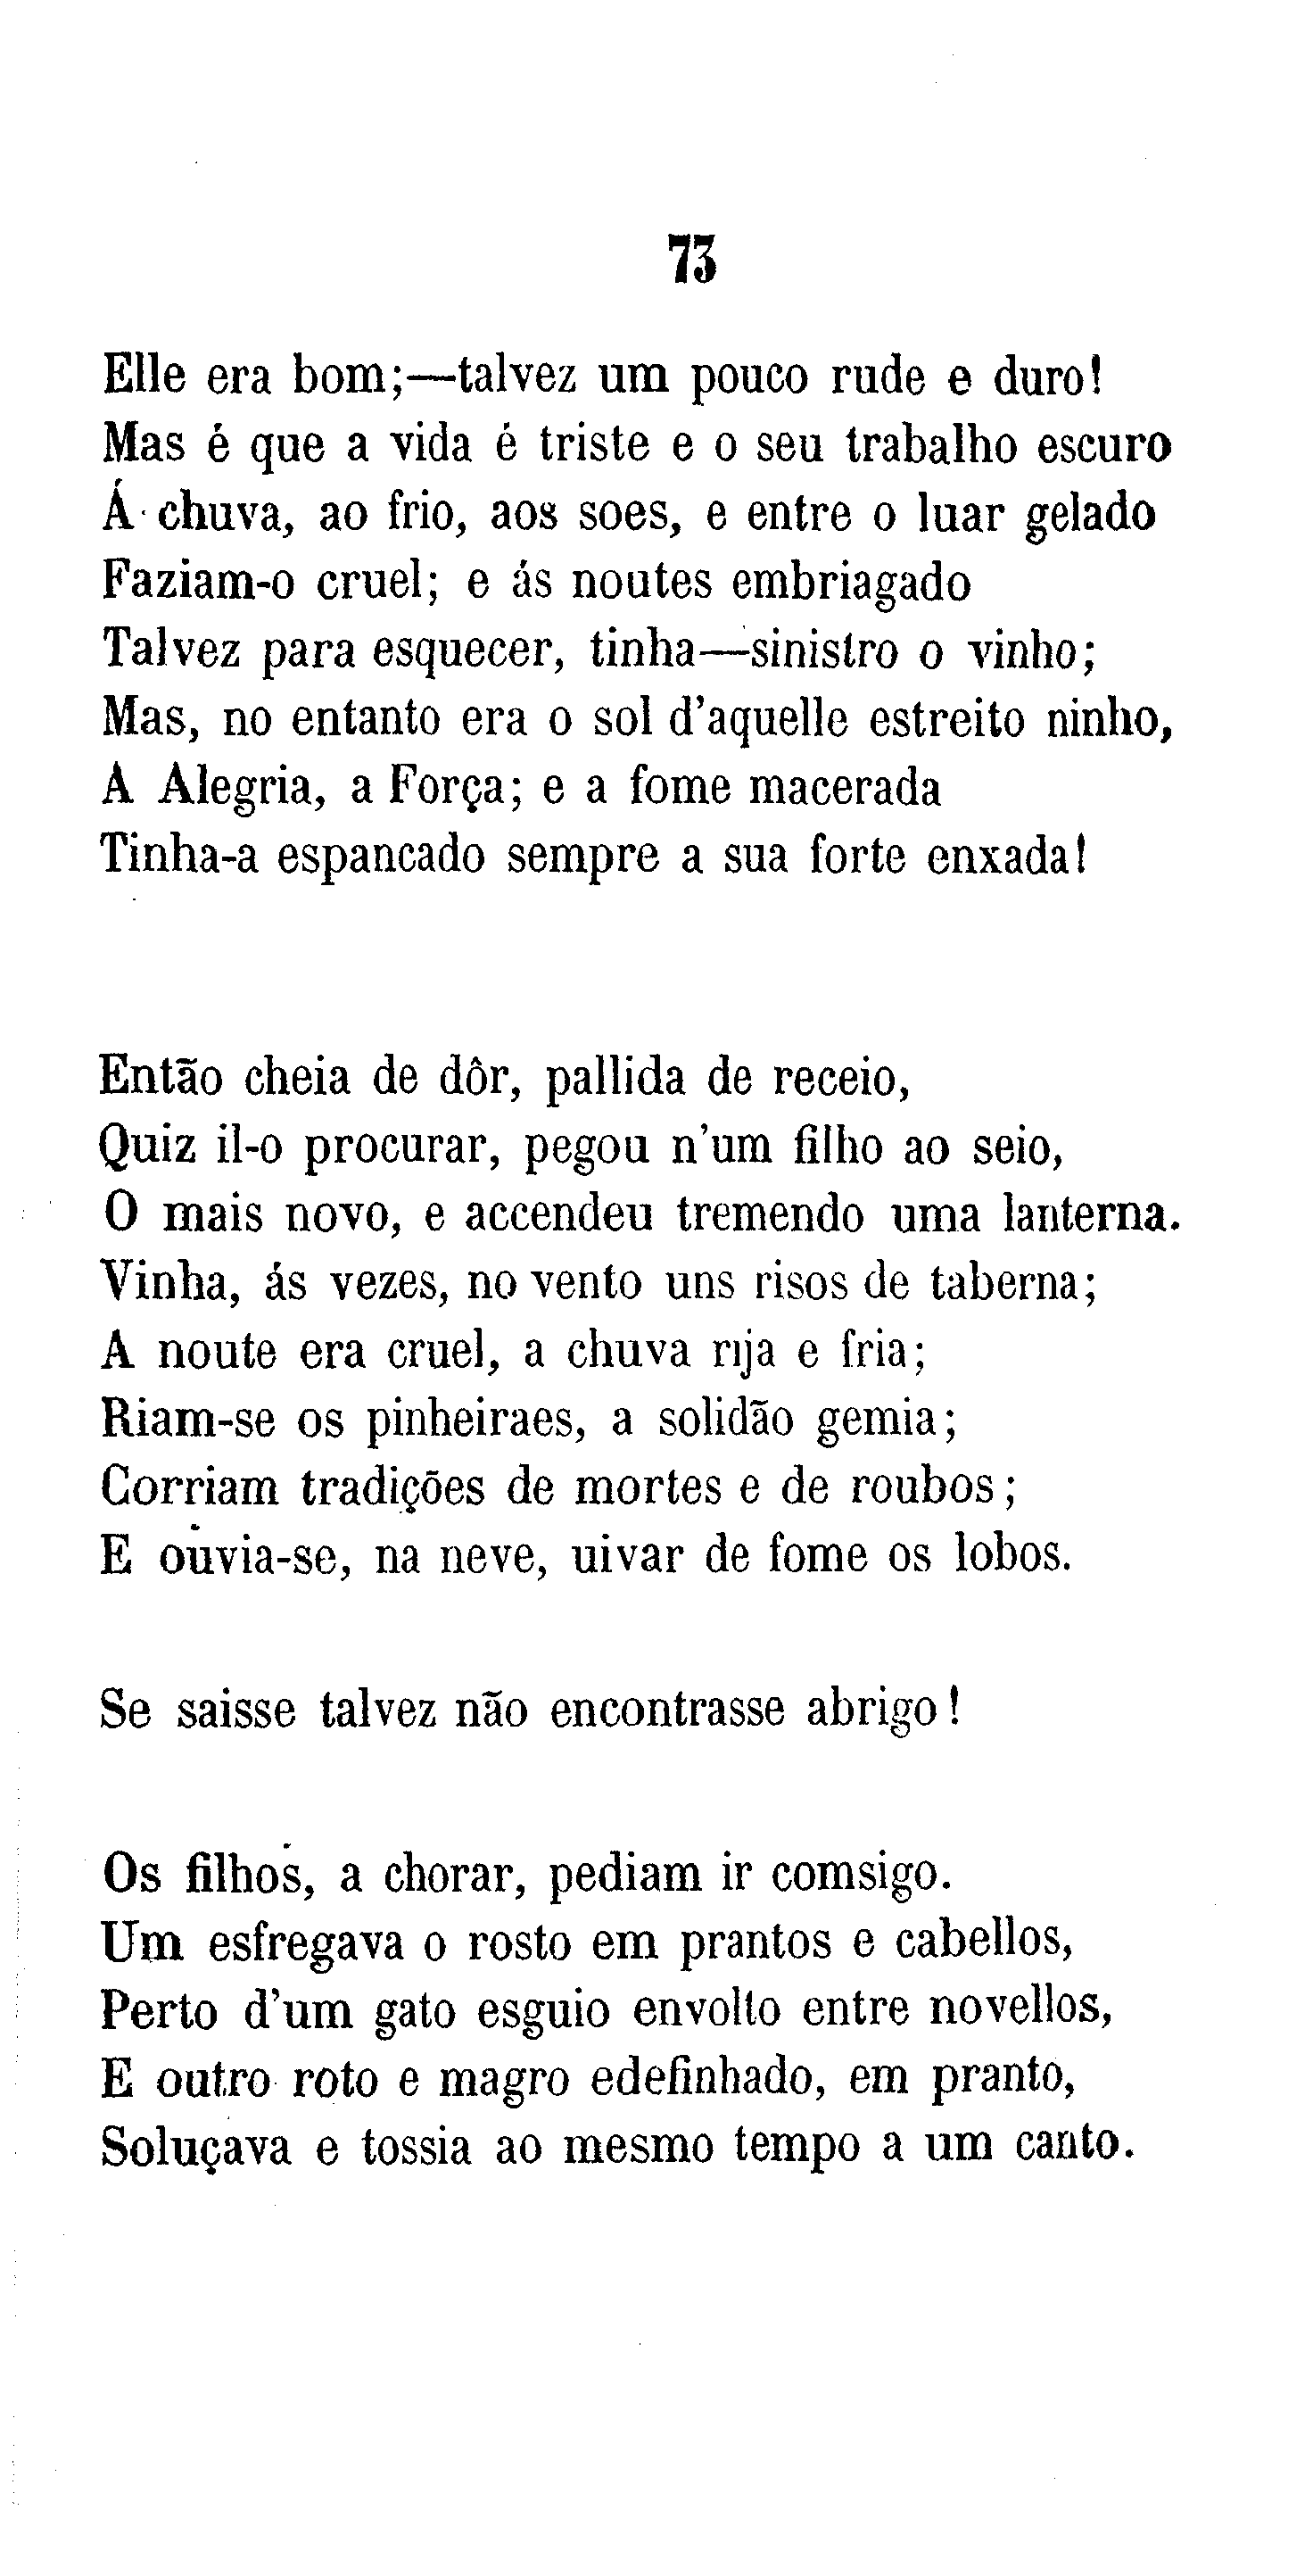 73
Elle era bom;—talvez um pouco rude e duro!
Mas é que a vida é triste e o seu trabalho escuro
Á chuva, ao frio, aos soes, e entre o luar gelado
Faziam-o cruel; e ás noutes embriagado
Talvez para esquecer, tinha—sinistro o vinho;
Mas, no entanto era o sol d'aquelle estreito ninho,
A Alegria, a Força; e a fome macerada
Tinha-a espancado sempre a sua forte enxada!
Então cheia de dôr, pallida de receio,
Quiz il-o procurar, pegou n'um filho ao seio,
O mais novo, e accendeu tremendo uma lanterna.
Vinha, ás vezes, no vento uns risos de taberna;
A noute era cruel, a chuva rija e fria;
Riam-se os pinheiraes, a solidão gemia;
Corriam tradições de mortes e de roubos;
E ouvia-se, na neve, uivar de fome os lobos.
Se saisse talvez não encontrasse abrigo!
Os filhos, a chorar, pediam ir comsigo.
Um esfregava o rosto em prantos e cabellos,
Perto d'um gato esguio envolto entre novellos,
E outro roto e magro edefinhado, em pranto,
Soluçava e tossia ao mesmo tempo a um canto.